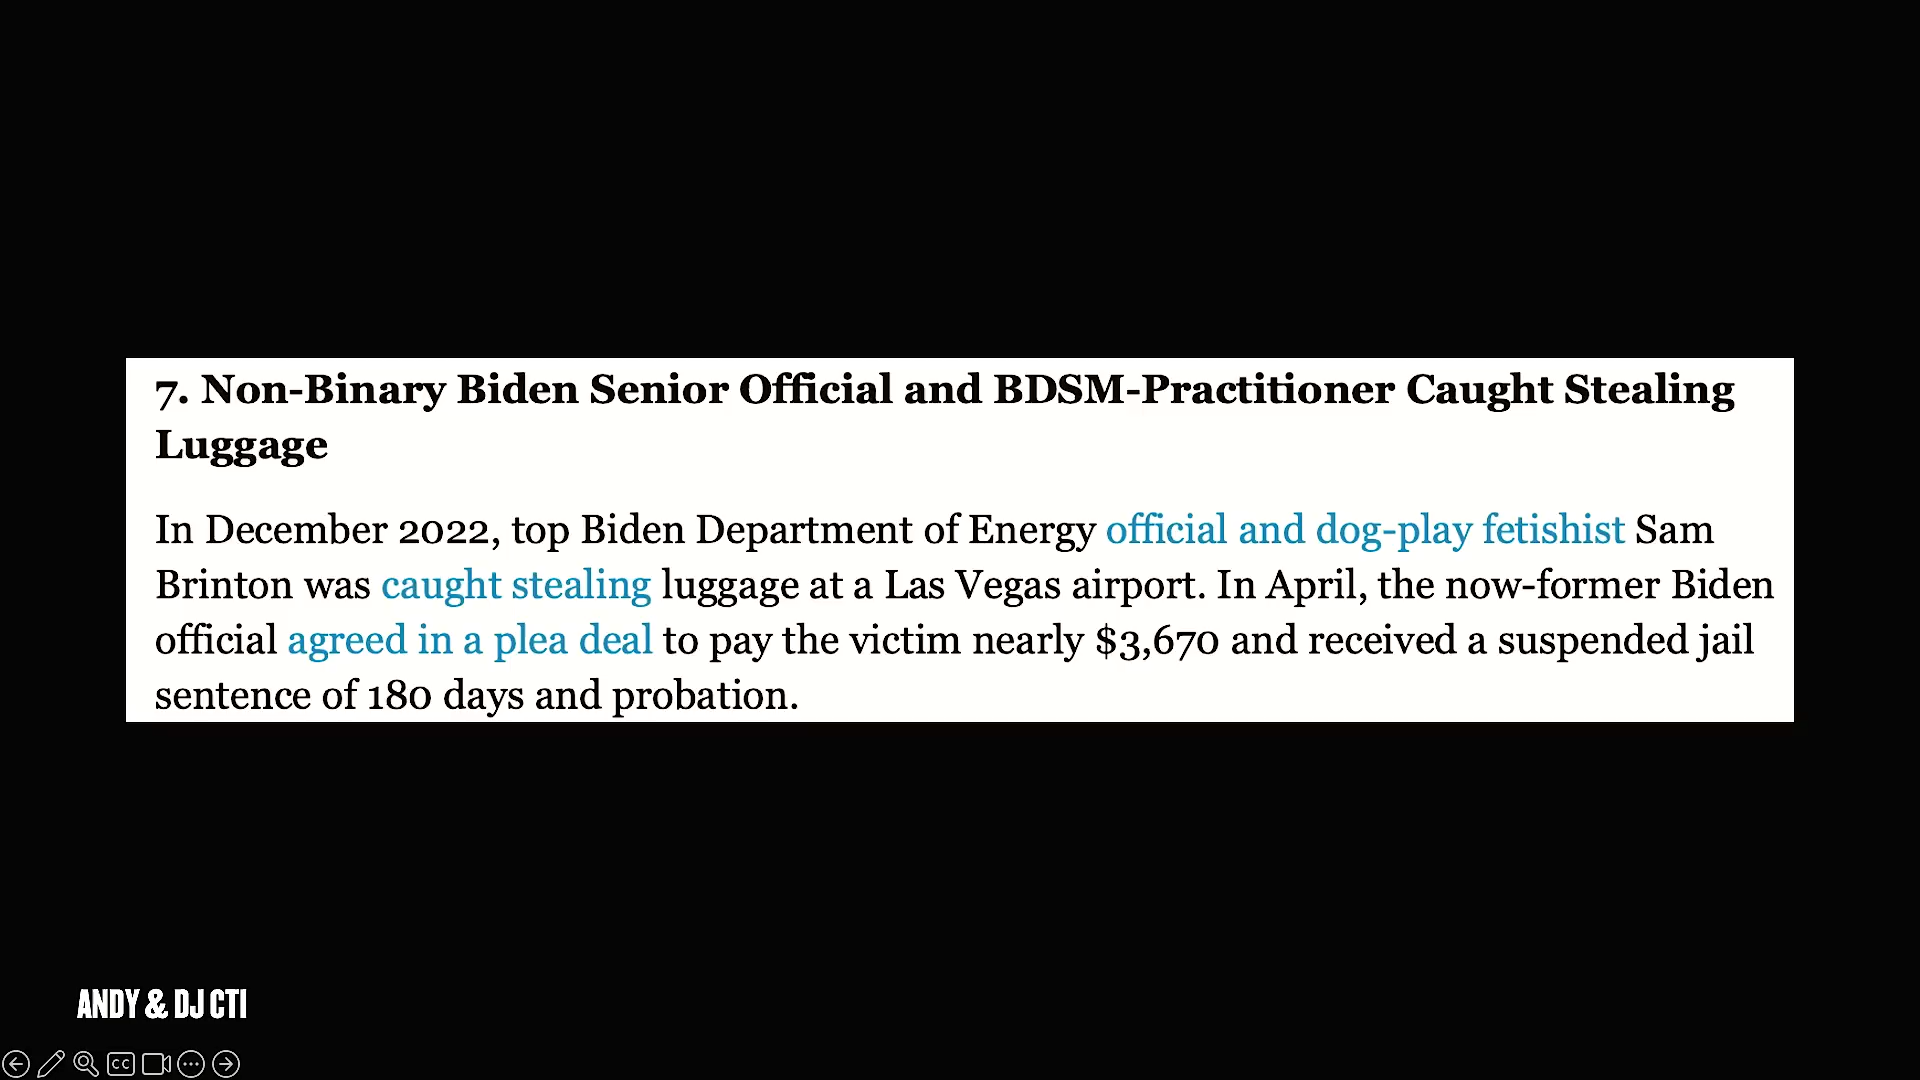 7. Non-Binary Biden Senior Official and BDSM-Practitioner Caught Stealing
Luggage
In December 2022, top Biden Department of Energy official and dog-play fetishist Sam
Brinton was caught stealing luggage at a Las Vegas airport. In April, the now-former Biden
official agreed in a plea deal to pay the victim nearly $3,670 and received a suspended jail
sentence of 180 days and probation.
ANDY & DJ CTI
CC